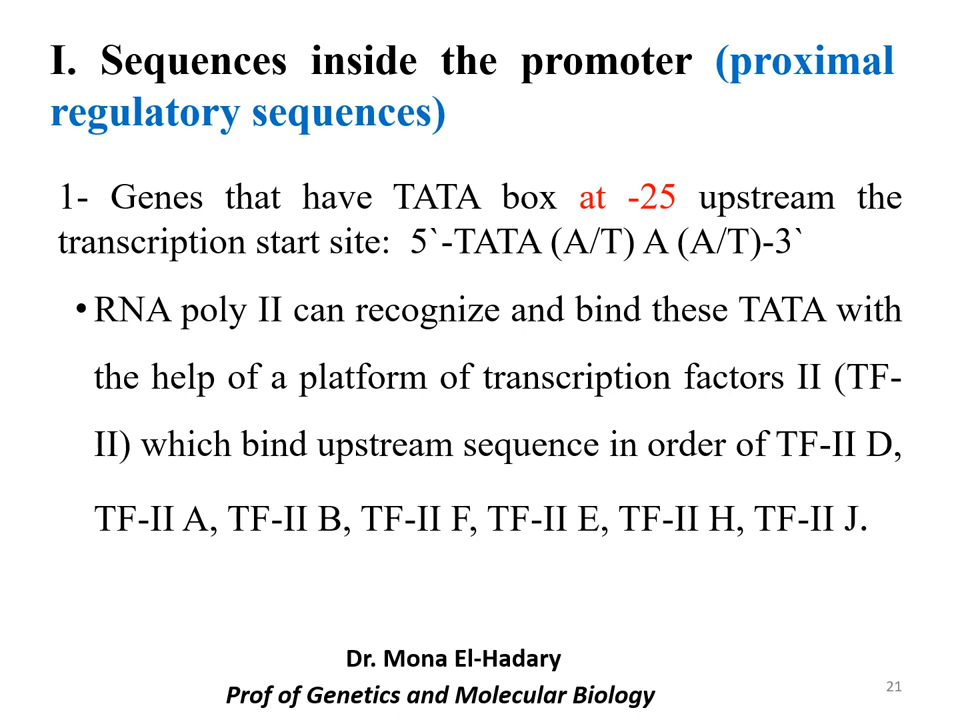 I. Sequences inside the promoter (proximal
regulatory sequences)
1- Genes that have TATA box at -25 upstream the
transcription start site: 5`-TATA (A/T) A (A/T)-3`
• RNA poly II can recognize and bind these TATA with
the help of a platform of transcription factors II (TF-
II) which bind upstream sequence in order of TF-II D,
TF-II A, TF-II B, TF-II F, TF-II E, TF-II H, TF-II J.
Dr. Mona El-Hadary
Prof of Genetics and Molecular Biology
21